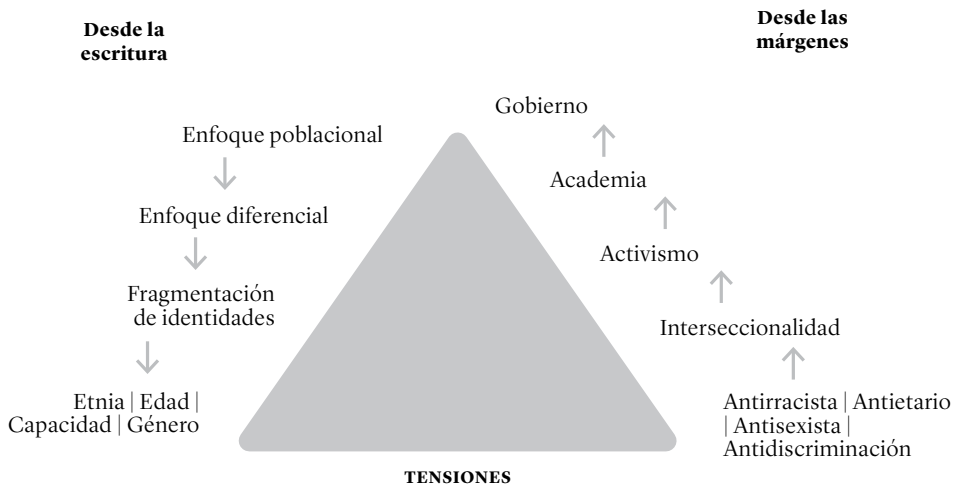 Desde la
escritura
Enfoque poblacional
Enfoque diferencial
Fragmentación
de identidades
Etnia | Edad |
Capacidad | Género
Desde las
márgenes
Gobierno
Academia
Activismo
Interseccionalidad
Antirracista | Antietario
| Antisexista |
Antidiscriminación
TENSIONES